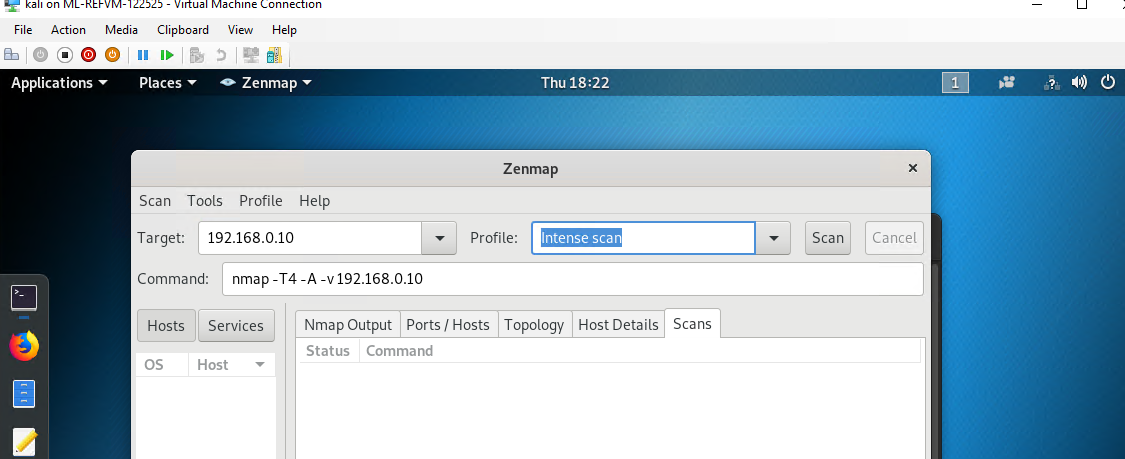 kali on ML-REFVM-122525 - Virtual Machine Connection
File Action Media Clipboard View Help
Applications Places Zenmap Thu 18:22 1
Zenmap
Scan Tools Profile Help
Target: 192.168.0.10 Profile: Intense scan Scan Cancel
Command: nmap -T4 -A -v 192.168.0.10
Hosts Services Nmap Output Ports / Hosts Topology Host Details Scans
OS Host Status Command